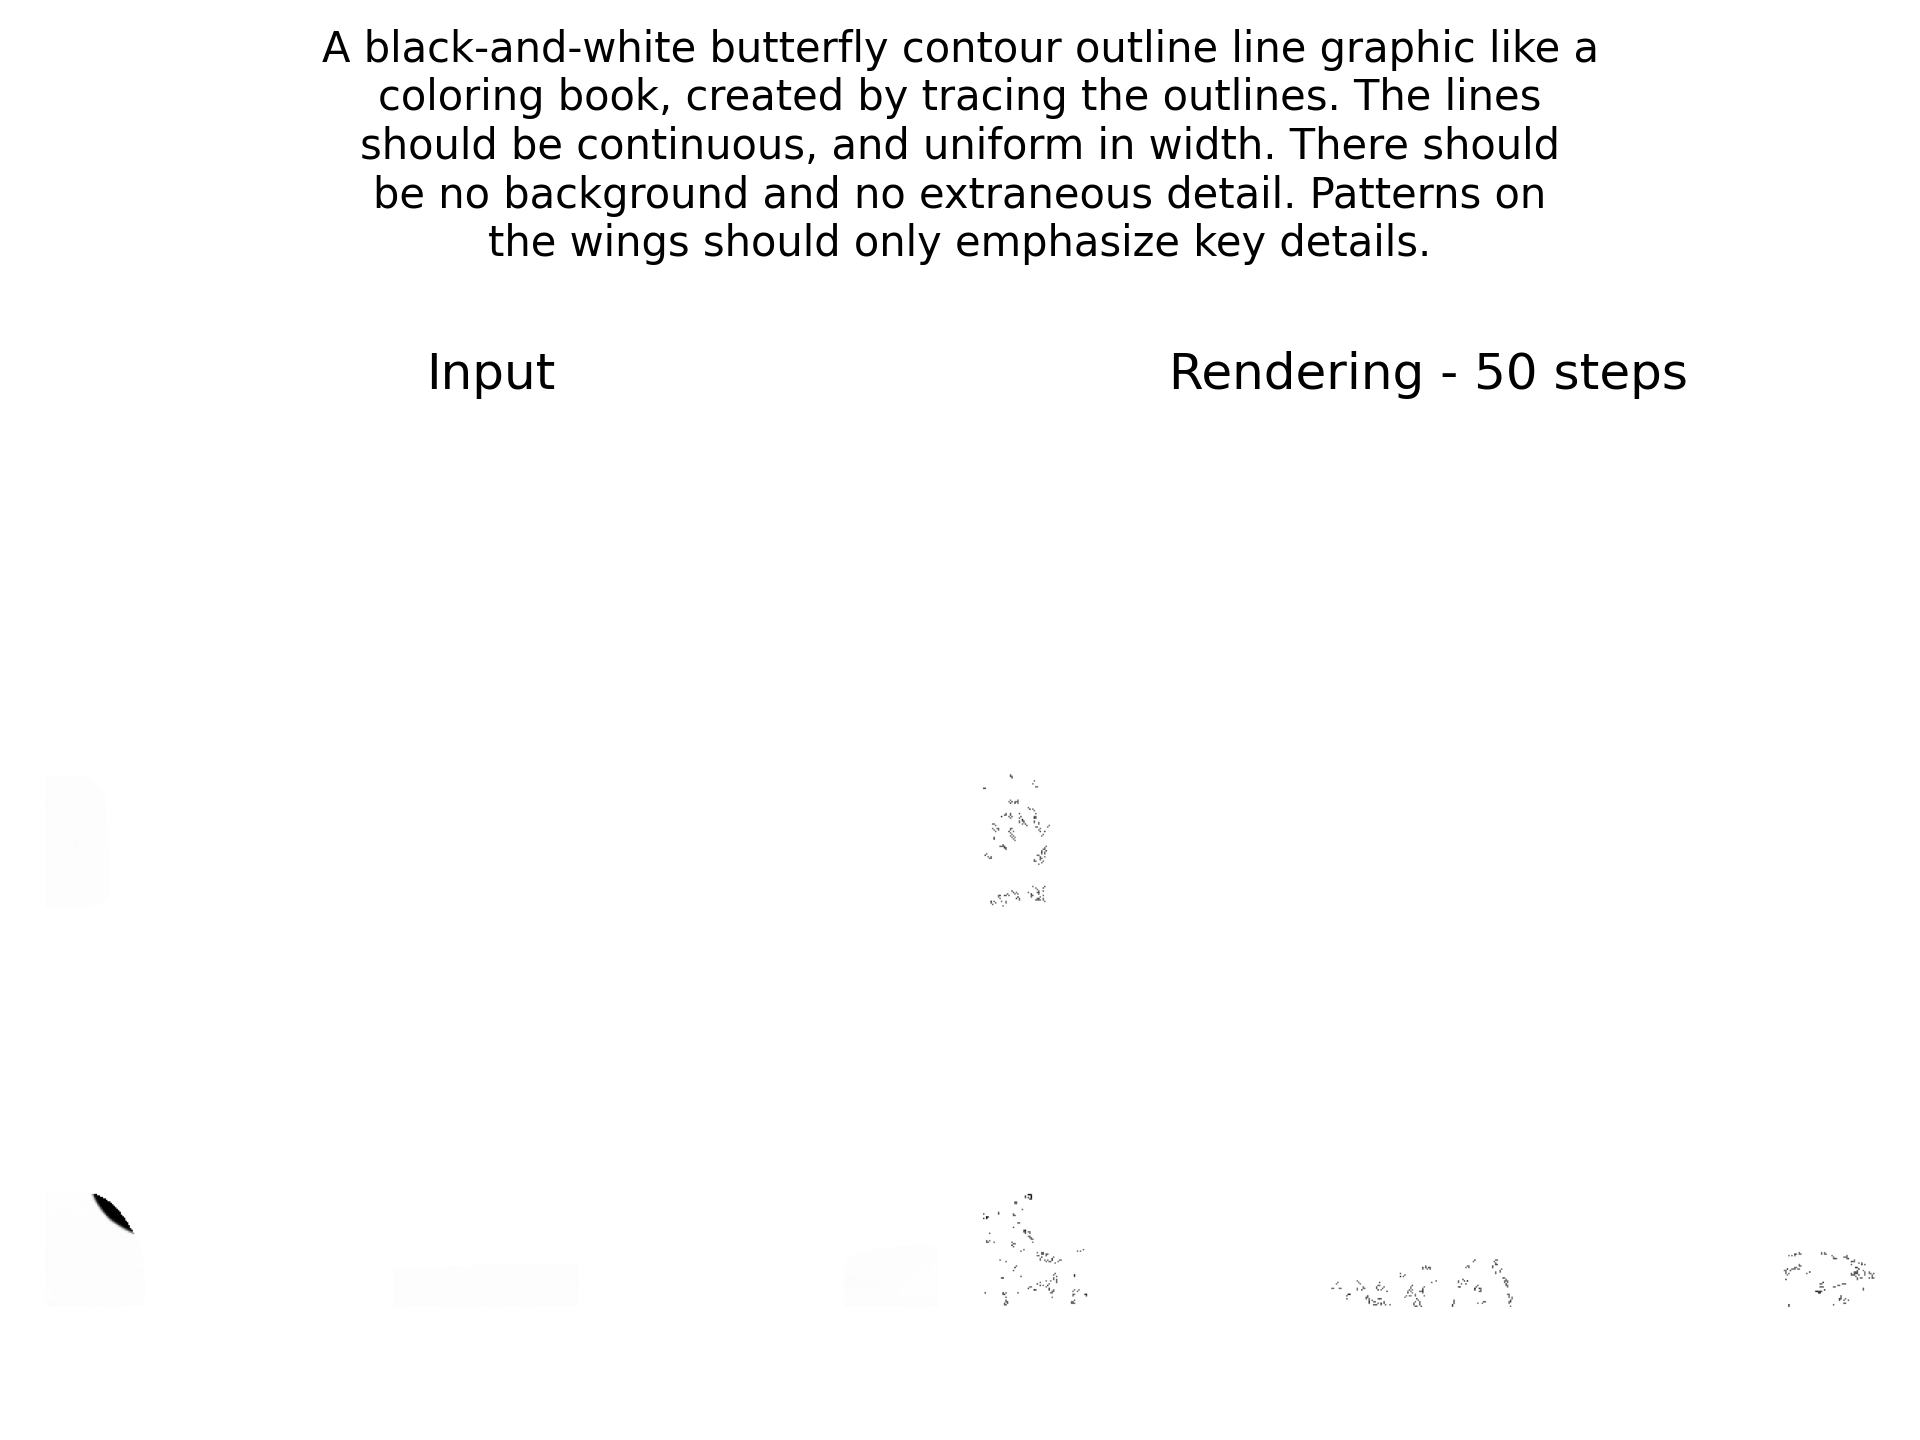 A black-and-white butterfly contour outline line graphic like a
coloring book, created by tracing the outlines. The lines
should be continuous, and uniform in width. There should
be no background and no extraneous detail. Patterns on
the wings should only emphasize key details.
Input
Rendering - 50 steps